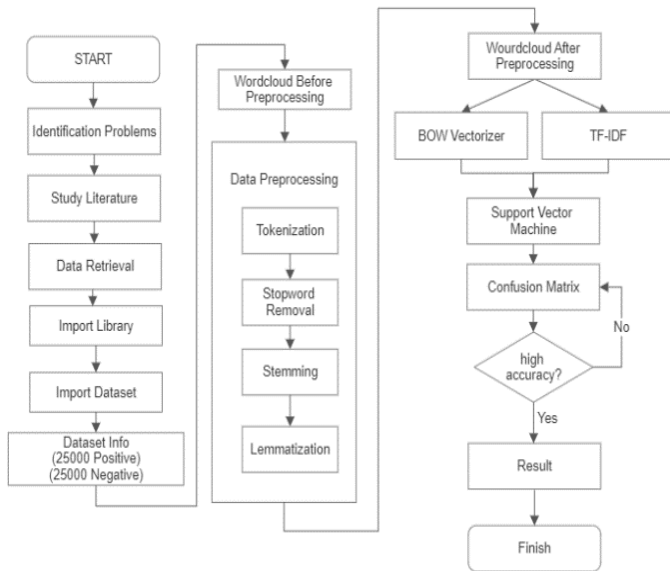 START
Identification Problems
Study Literature
Data Retrieval
Import Library
Import Dataset
Dataset Info
(25000 Positive)
(25000 Negative)
Wordcloud Before
Preprocessing
Data Preprocessing
Tokenization
Stopword
Removal
Stemming
Lemmatization
Wourdcloud After
Preprocessing
BOW Vectorizer
TF-IDF
Support Vector
Machine
Confusion Matrix
No
high
accuracy?
Yes
Result
Finish